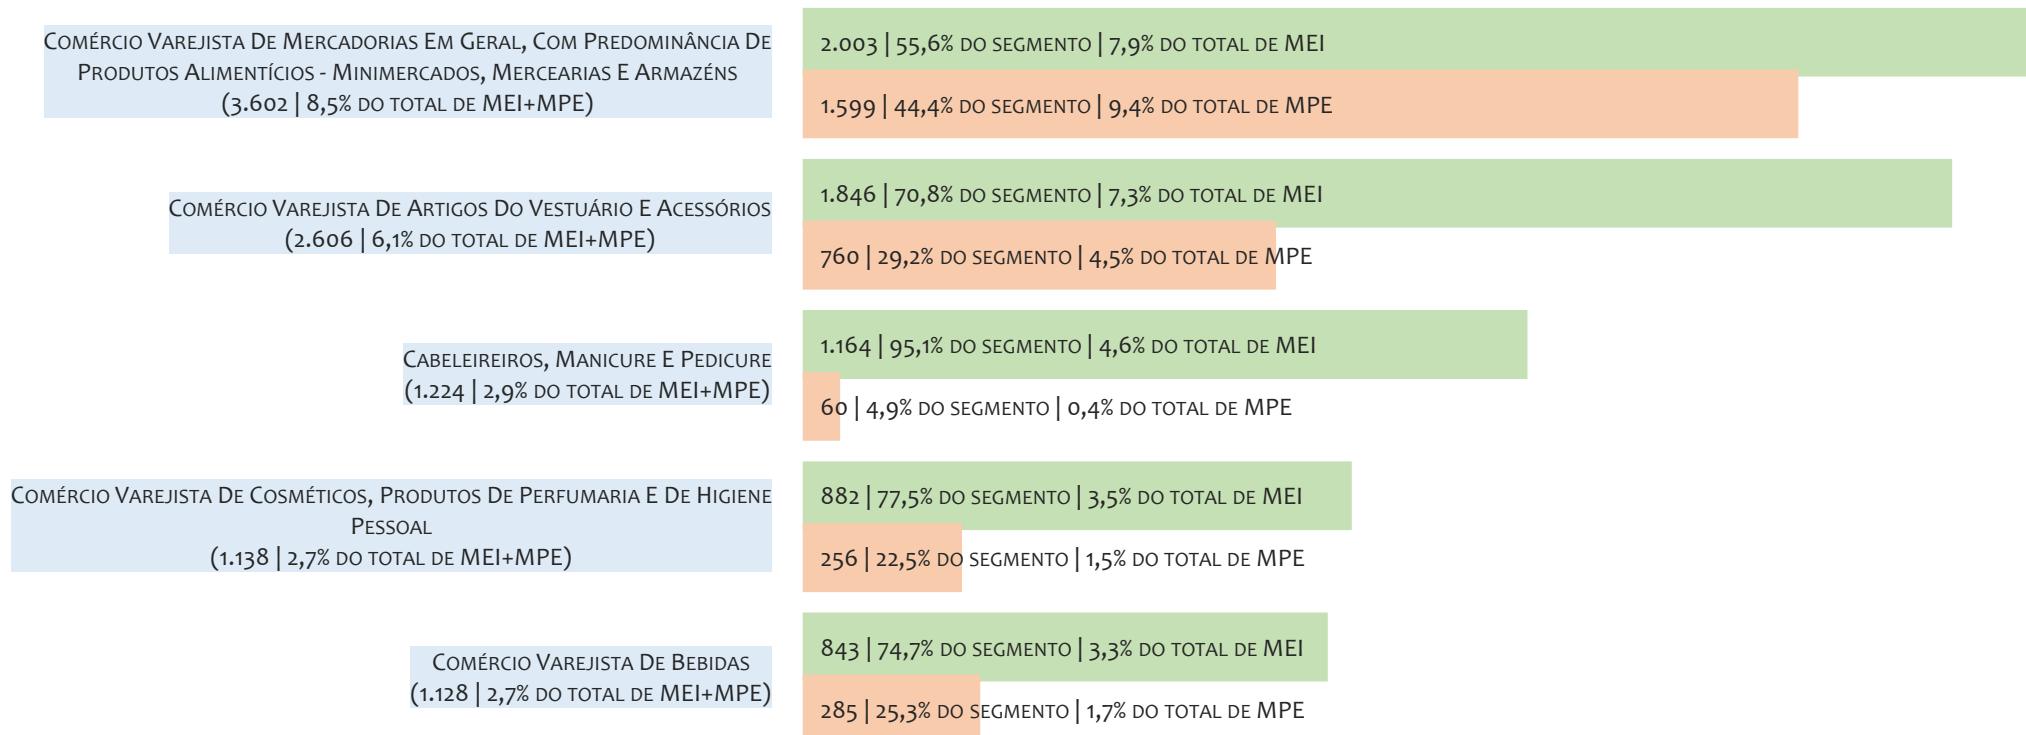 Comércio Varejista De Mercadorias Em Geral, Com Predominância De
Produtos Alimentícios - Minimercados, Mercearias E Armazéns
(3.602 | 8,5% do total de MEI+MPE)
2.003 | 55,6% do segmento | 7,9% do total de MEI
1.599 | 44,4% do segmento | 9,4% do total de MPE
Comércio Varejista De Artigos Do Vestuário E Acessórios
(2.606 | 6,1% do total de MEI+MPE)
1.846 | 70,8% do segmento | 7,3% do total de MEI
760 | 29,2% do segmento | 4,5% do total de MPE
Cabeleireiros, Manicure E Pedicure
(1.224 | 2,9% do total de MEI+MPE)
1.164 | 95,1% do segmento | 4,6% do total de MEI
60 | 4,9% do segmento | 0,4% do total de MPE
Comércio Varejista De Cosméticos, Produtos De Perfumaria E De Higiene
Pessoal
(1.138 | 2,7% do total de MEI+MPE)
882 | 77,5% do segmento | 3,5% do total de MEI
256 | 22,5% do segmento | 1,5% do total de MPE
Comércio Varejista De Bebidas
(1.128 | 2,7% do total de MEI+MPE)
843 | 74,7% do segmento | 3,3% do total de MEI
285 | 25,3% do segmento | 1,7% do total de MPE